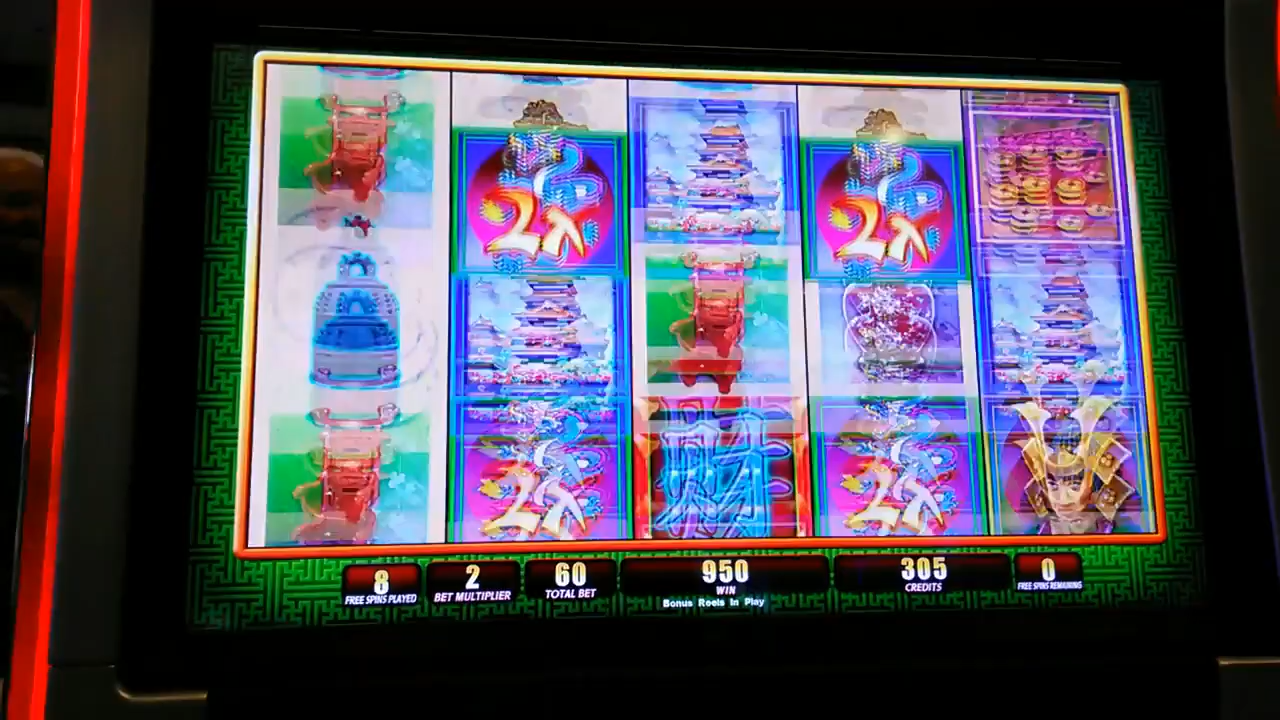 2X
2X
2X
2X
8
FREE SPINS PLAYED
2
BET MULTIPLIER
60
TOTAL BET
950
WIN
Bonus Reels In Play
305
CREDITS
0
FREE SPINS REMAINING